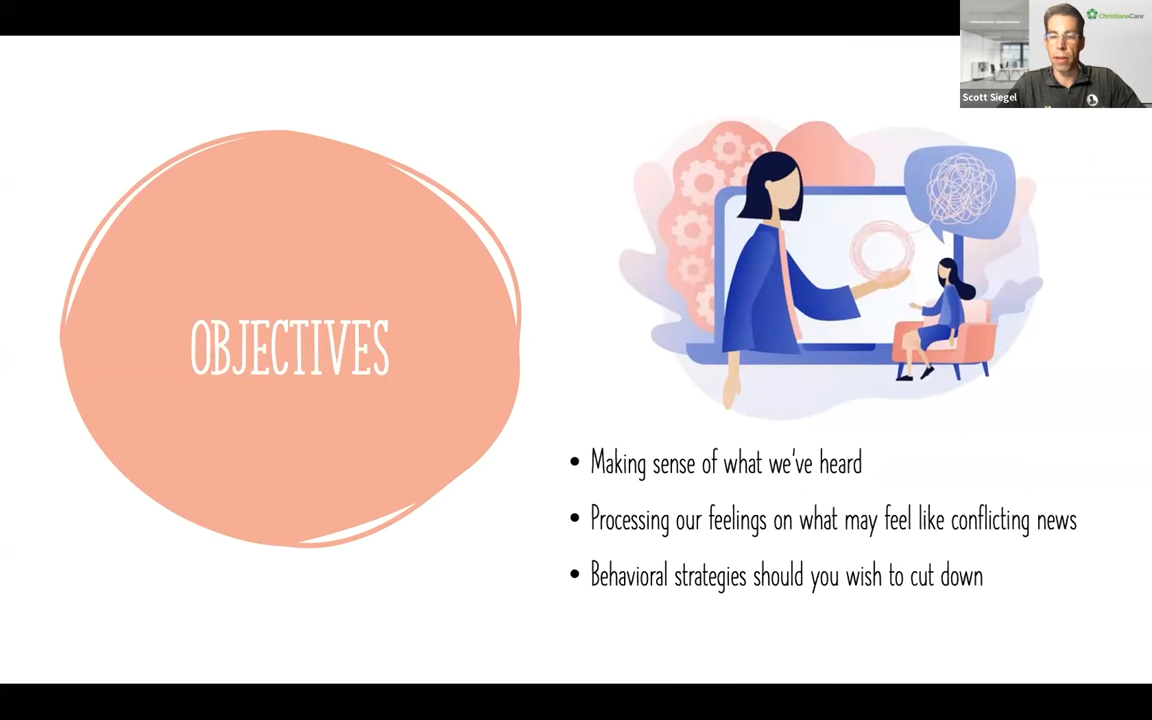 ChristianaCare
Scott Siegel
OBJECTIVES
• Making sense of what we've heard
• Processing our feelings on what may feel like conflicting news
• Behavioral strategies should you wish to cut down